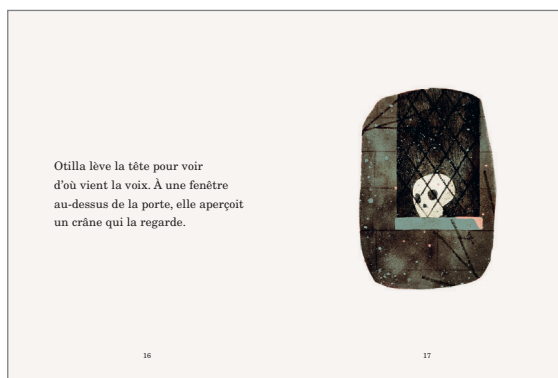 Otilla lève la tête pour voir
d'où vient la voix. À une fenêtre
au-dessus de la porte, elle aperçoit
un crâne qui la regarde.
16
17